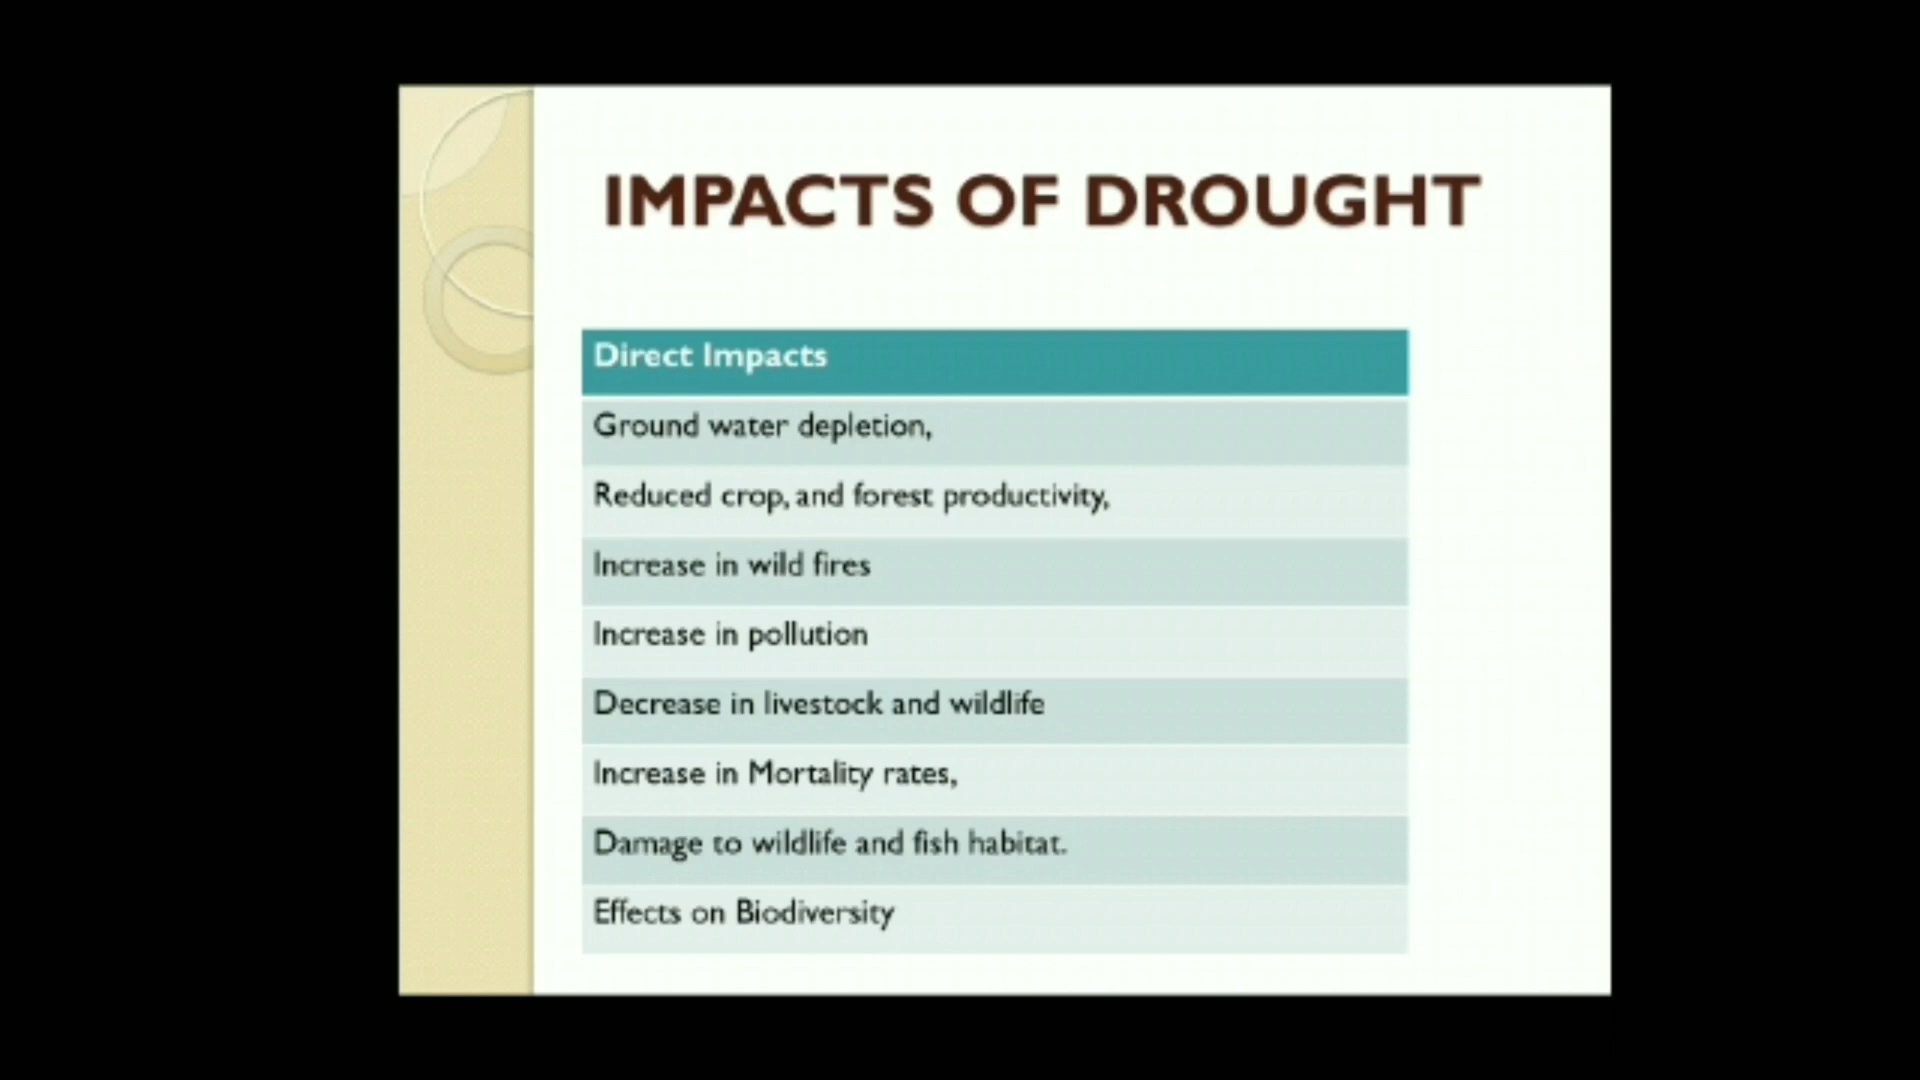 IMPACTS OF DROUGHT
Direct Impacts
Ground water depletion,
Reduced crop, and forest productivity,
Increase in wild fires
Increase in pollution
Decrease in livestock and wildlife
Increase in Mortality rates,
Damage to wildlife and fish habitat.
Effects on Biodiversity